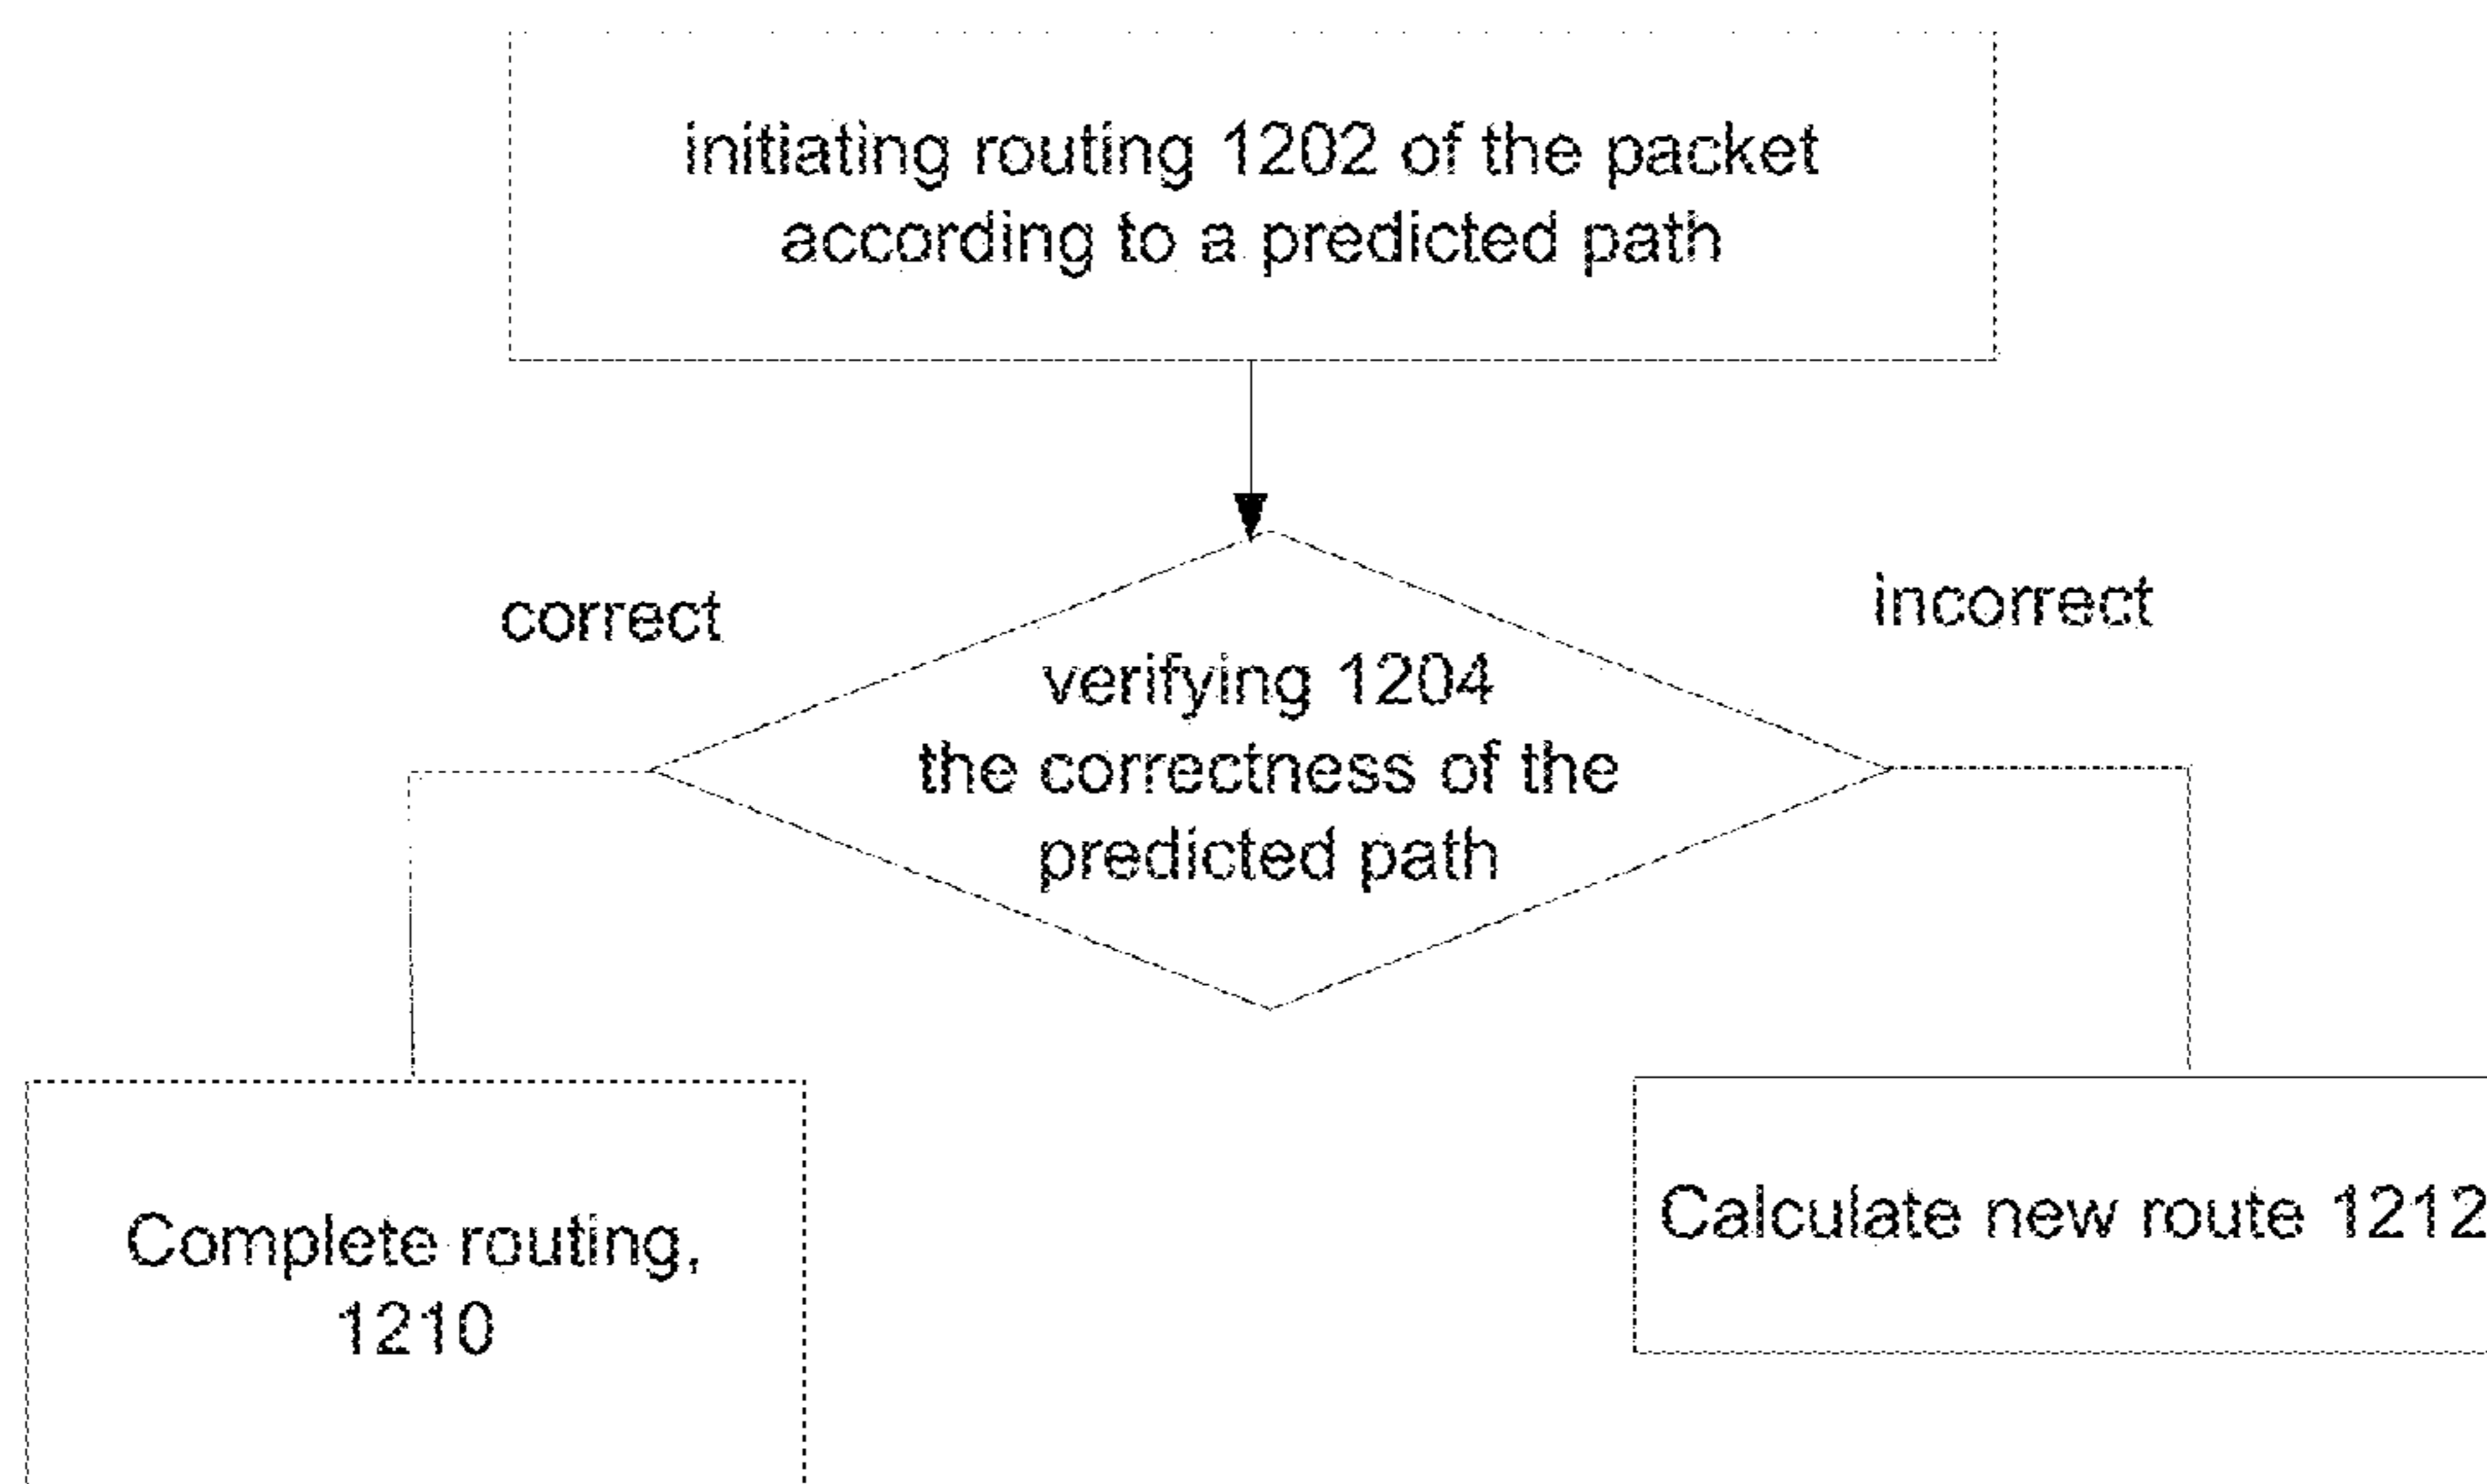 initiating routing 1202 of the packet
according to a predicted path
correct
incorrect
verifying 1204
the correctness of the
predicted path
Complete routing,
1210
Calculate new route 1212